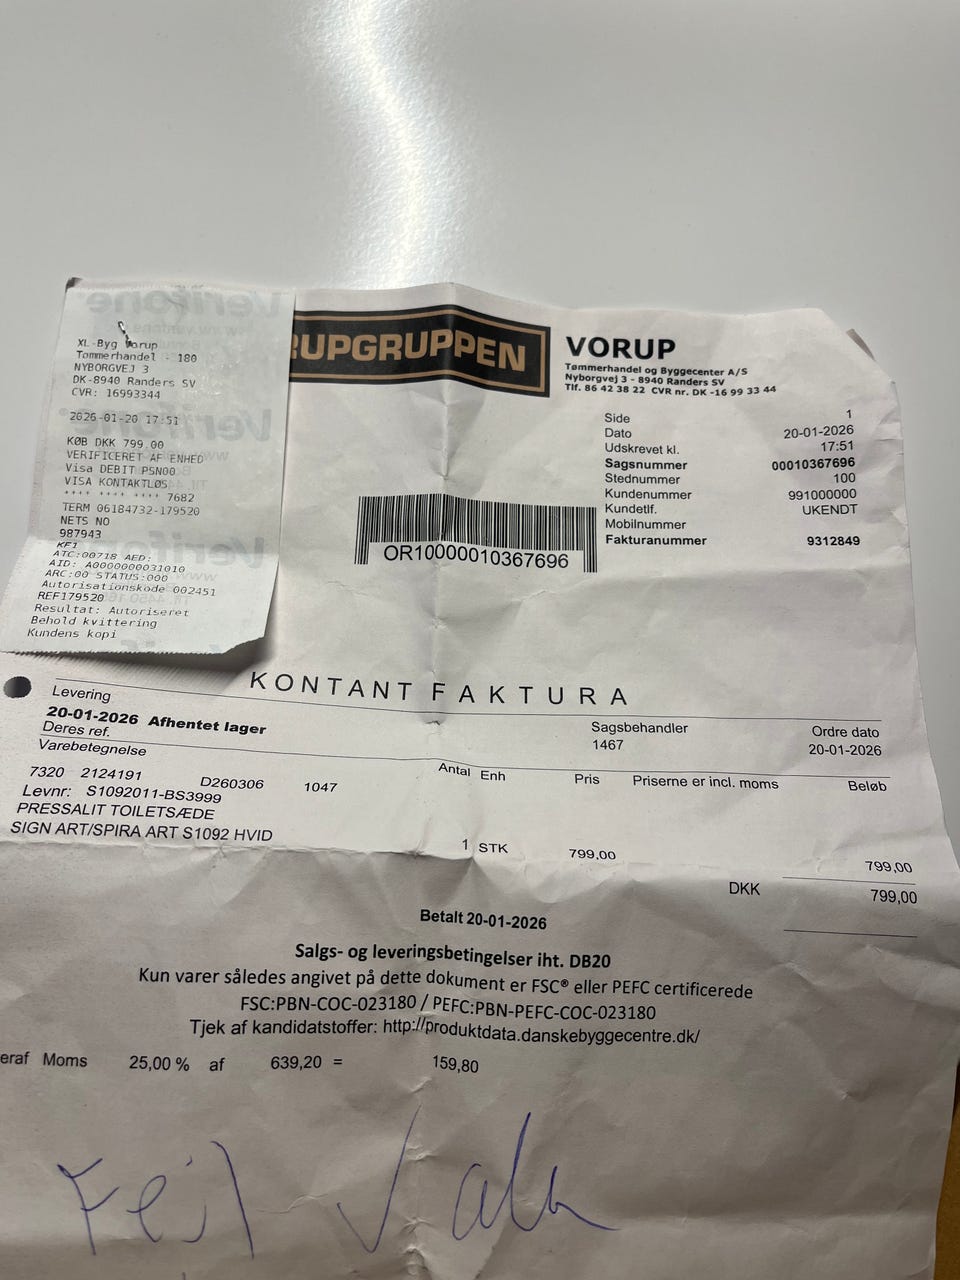 XL-Byg Vorup
Tømmerhandel - 180
NYBORGVEJ 3
DK-8940 Randers SV
CVR: 16993344
2026-01-20 17:51
KØB DKK 799.00
VERIFICERET AF ENHED
Visa DEBIT PSN00
VISA KONTAKTLØS
**** **** **** 7682
TERM 06184732-179520
NETS NO
987943
KF1
ATC:00718 AED:
AID: A0000000031010
ARC:00 STATUS:000
Autorisationskode 002451
REF179520
Resultat: Autoriseret
Behold kvittering
Kundens kopi
RUPGRUPPEN
VORUP
Tømmerhandel og Byggecenter A/S
Nyborgvej 3 - 8940 Randers SV
Tlf. 86 42 38 22 CVR nr. DK -16 99 33 44
Side 1
Dato 20-01-2026
Udskrevet kl. 17:51
Sagsnummer 00010367696
Stednummer 100
Kundenummer 991000000
Kundetlf. UKENDT
Mobilnummer
Fakturanummer 9312849
OR10000010367696
KONTANT FAKTURA
Levering
20-01-2026 Afhentet lager
Deres ref. Sagsbehandler Ordre dato
1467 20-01-2026
Varebetegnelse Antal Enh Pris Priserne er incl. moms Beløb
7320 2124191 D260306 1047
Levnr: S1092011-BS3999
PRESSALIT TOILETSÆDE
SIGN ART/SPIRA ART S1092 HVID
1 STK 799,00 799,00
DKK 799,00
Betalt 20-01-2026
Salgs- og leveringsbetingelser iht. DB20
Kun varer således angivet på dette dokument er FSC® eller PEFC certificerede
FSC:PBN-COC-023180 / PEFC:PBN-PEFC-COC-023180
Tjek af kandidatstoffer: http://produktdata.danskebyggecentre.dk/
eraf Moms 25,00 % af 639,20 = 159,80
Fejl